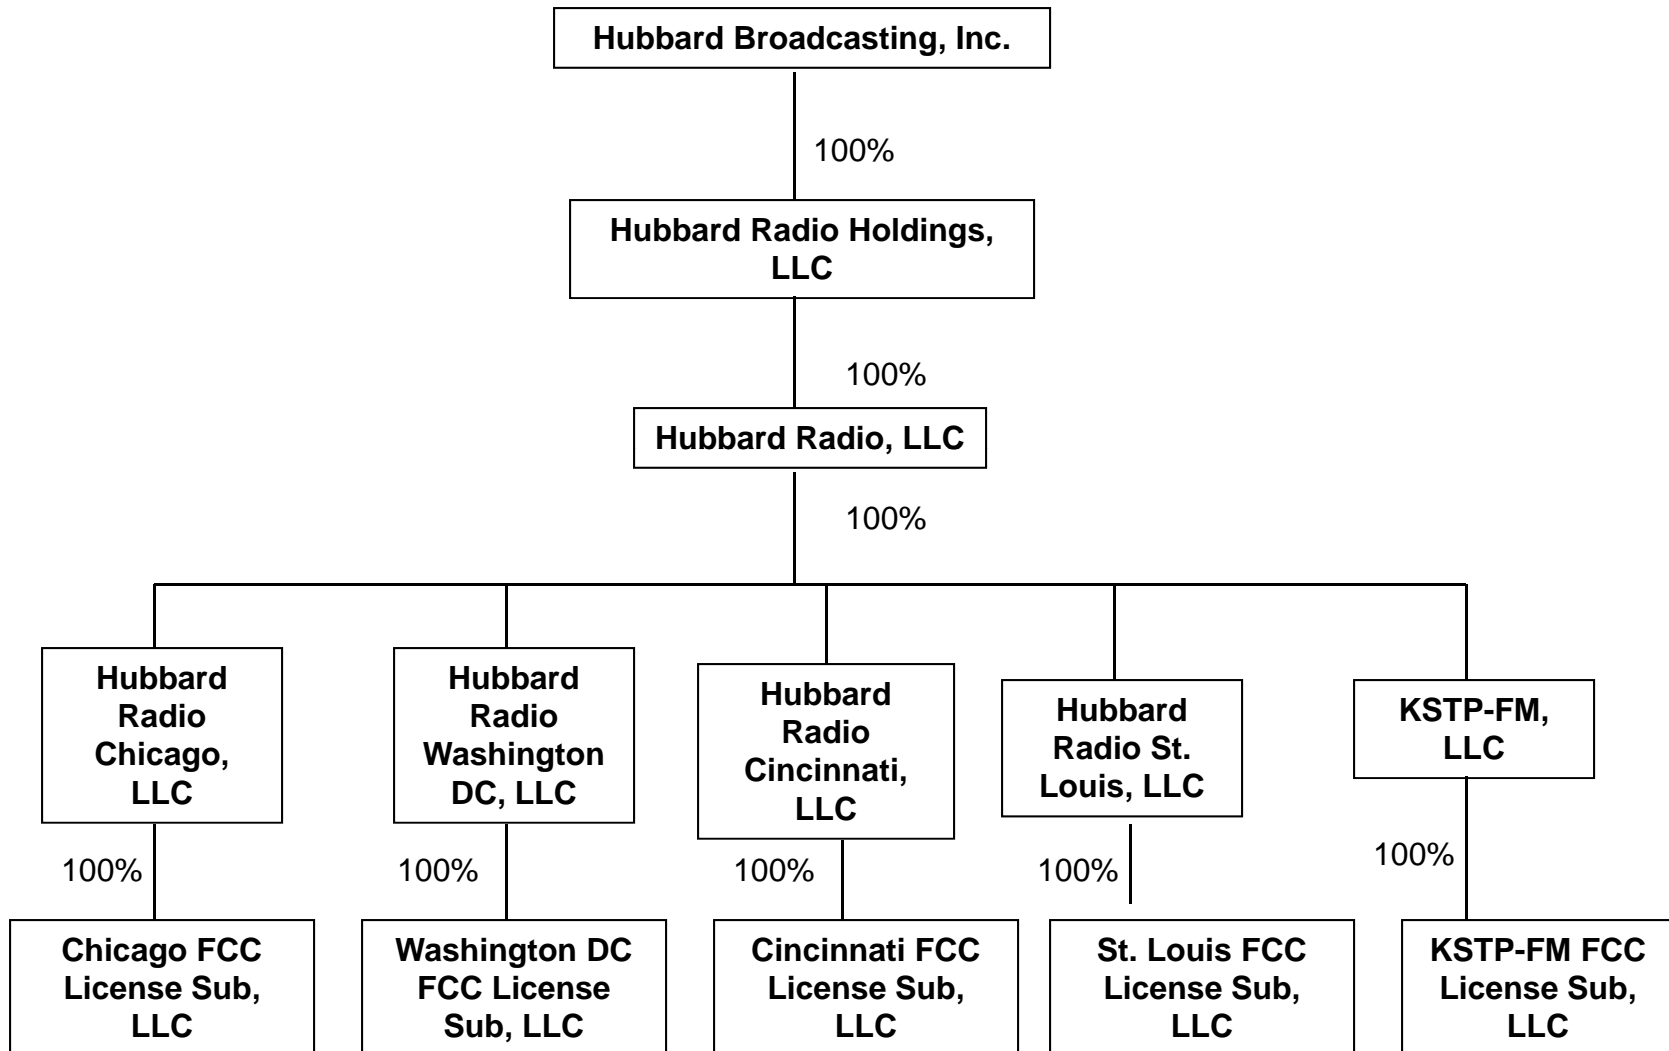 Hubbard Broadcasting, Inc.
100%
Hubbard Radio Holdings,
LLC
100%
Hubbard Radio, LLC
100%
Hubbard
Radio
Chicago,
LLC
Hubbard
Radio
Washington
DC, LLC
Hubbard
Radio
Cincinnati,
LLC
Hubbard
Radio St.
Louis, LLC
KSTP-FM,
LLC
100%
100%
100%
100%
100%
Chicago FCC
License Sub,
LLC
Washington DC
FCC License
Sub, LLC
Cincinnati FCC
License Sub,
LLC
St. Louis FCC
License Sub,
LLC
KSTP-FM FCC
License Sub,
LLC